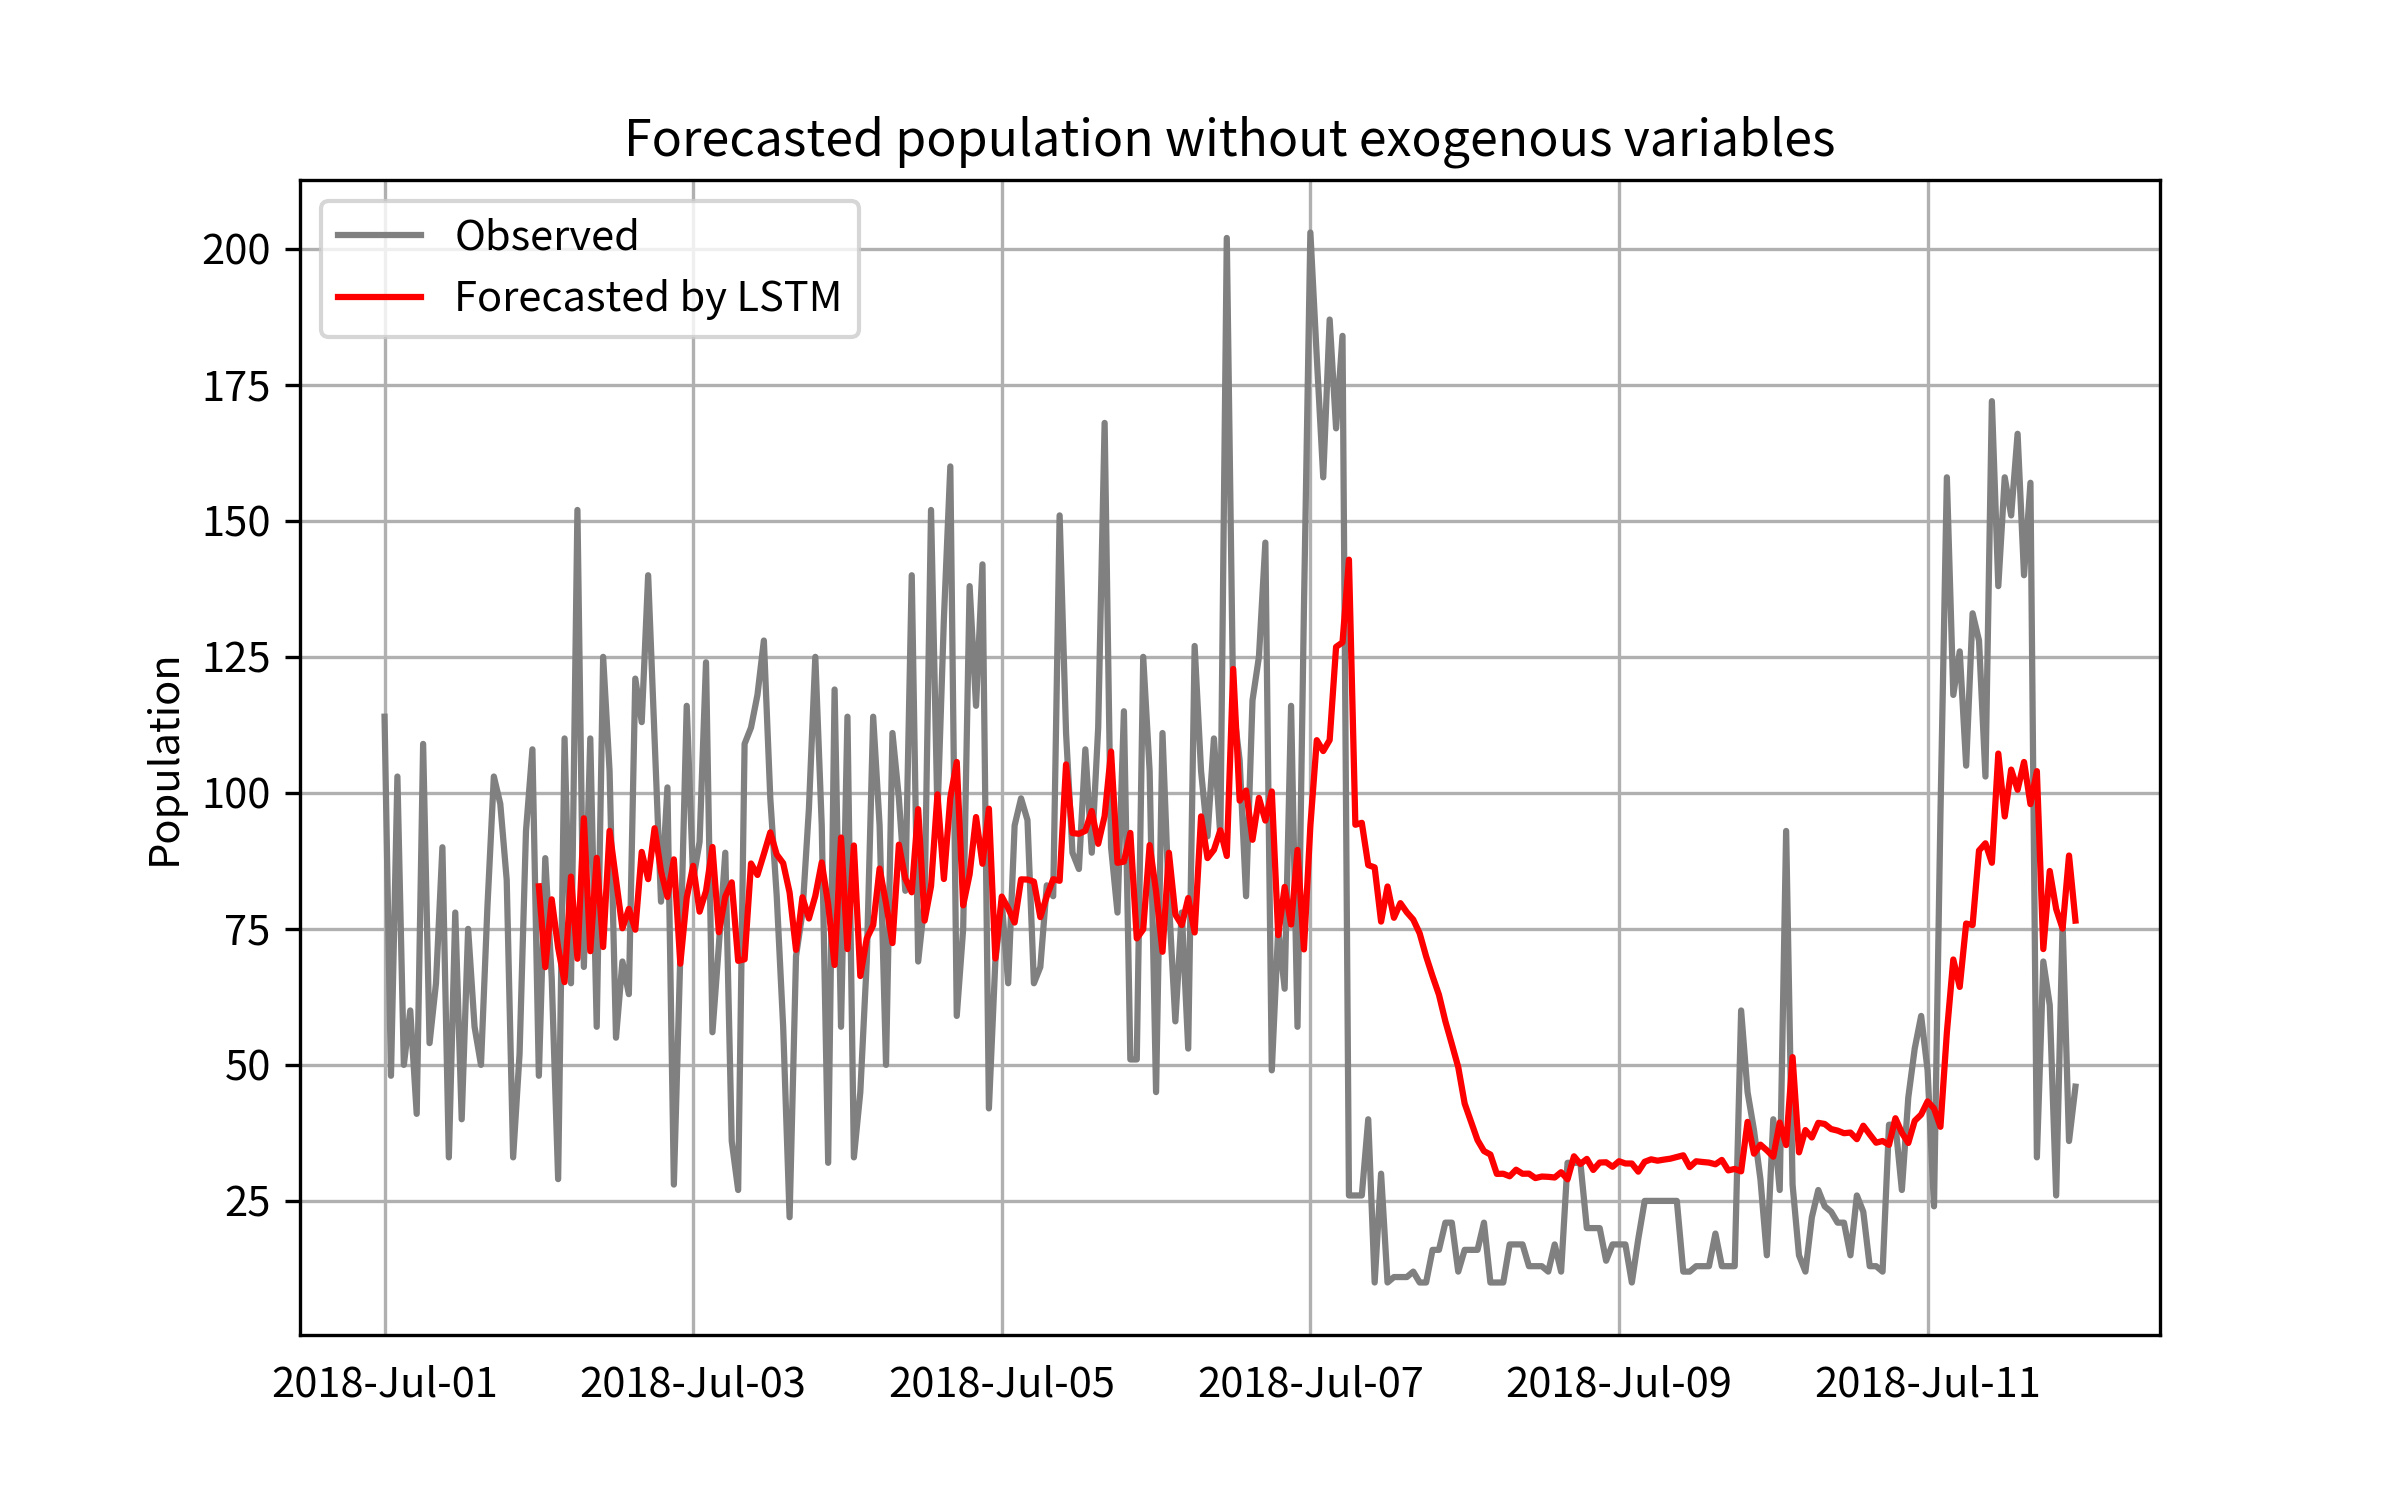 Forecasted population without exogenous variables
Observed
Forecasted by LSTM
Population
200
175
150
125
100
75
50
25
2018-Jul-01
2018-Jul-03
2018-Jul-05
2018-Jul-07
2018-Jul-09
2018-Jul-11